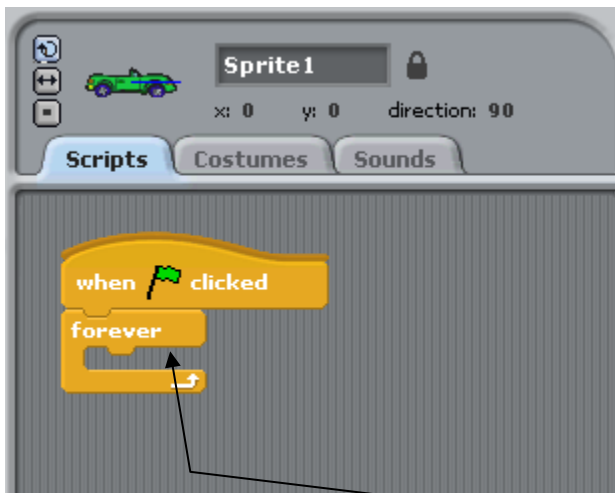 Sprite1
x: 0 y: 0 direction: 90
Scripts Costumes Sounds
when clicked
forever